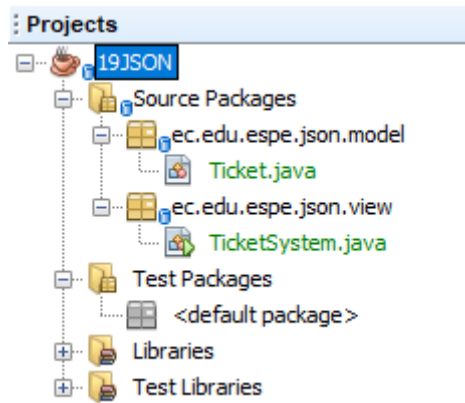 Projects
19JSON
Source Packages
ec.edu.espe.json.model
Ticket.java
ec.edu.espe.json.view
TicketSystem.java
Test Packages
<default package>
Libraries
Test Libraries